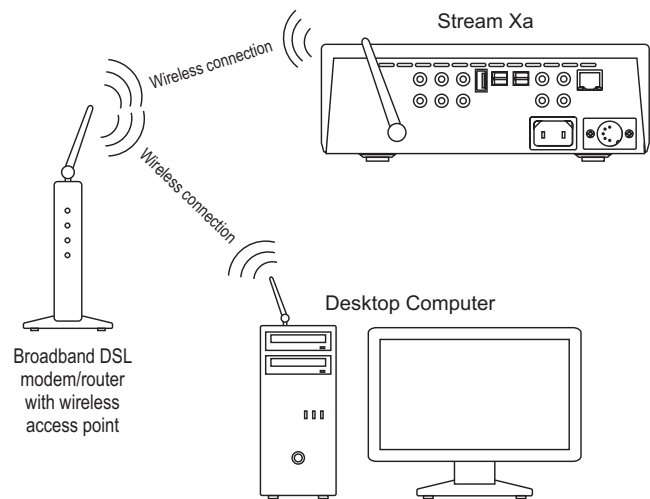 Stream Xa
Wireless connection
Wireless connection
Desktop Computer
Broadband DSL
modem/router
with wireless
access point